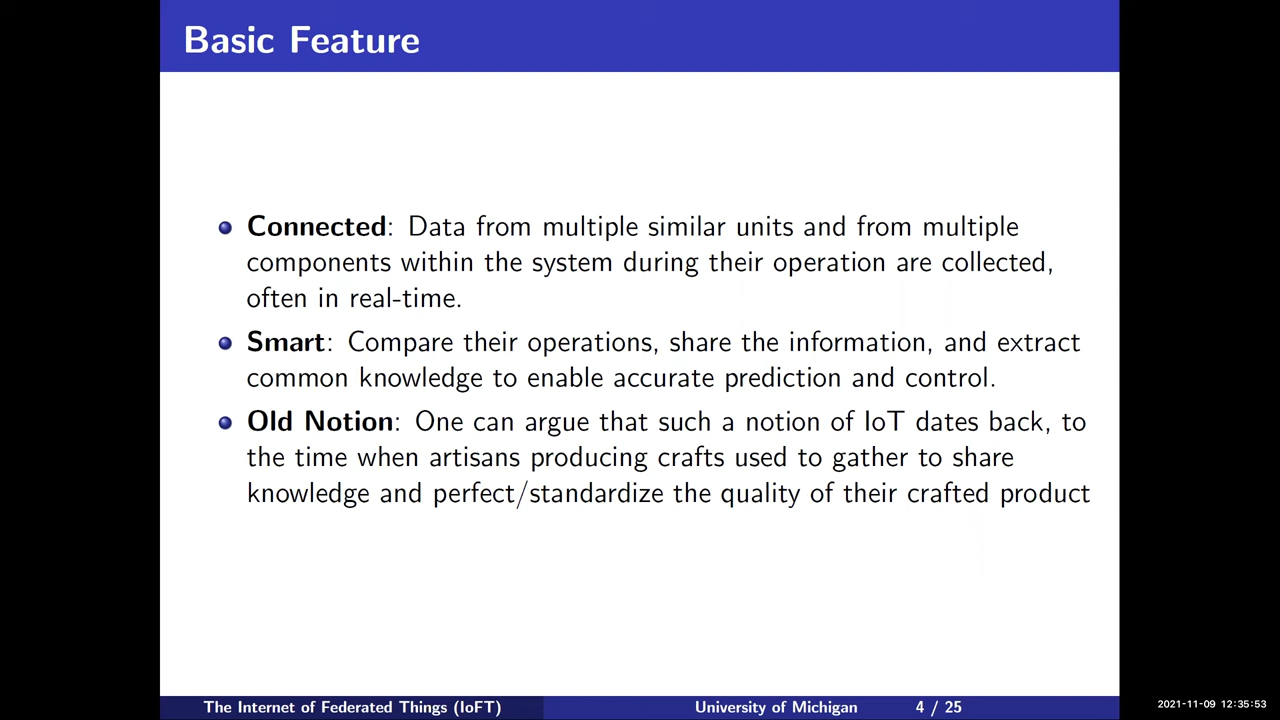 Basic Feature
Connected: Data from multiple similar units and from multiple
components within the system during their operation are collected,
often in real-time.
Smart: Compare their operations, share the information, and extract
common knowledge to enable accurate prediction and control.
Old Notion: One can argue that such a notion of IoT dates back, to
the time when artisans producing crafts used to gather to share
knowledge and perfect/standardize the quality of their crafted product
The Internet of Federated Things (IoFT) University of Michigan 4 / 25
2021-11-09 12:35:53